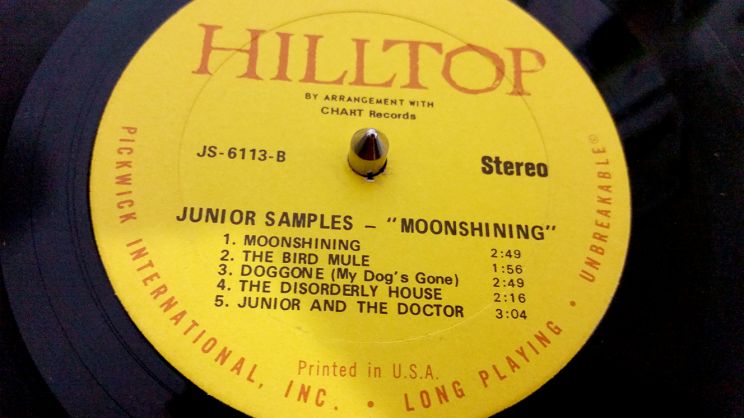 HILLTOP
BY ARRANGEMENT WITH
CHART Records
JS-6113-B
Stereo
JUNIOR SAMPLES – "MOONSHINING"
1. MOONSHINING 2:49
2. THE BIRD MULE 1:56
3. DOGGONE (My Dog's Gone) 2:49
4. THE DISORDERLY HOUSE 2:16
5. JUNIOR AND THE DOCTOR 3:04
Printed in U.S.A.
PICKWICK INTERNATIONAL, INC. • LONG PLAYING • UNBREAKABLE®